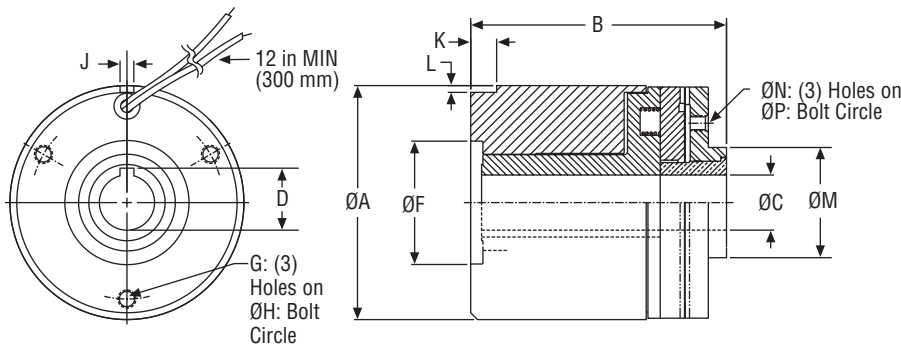 J
12 in MIN
(300 mm)
D
G: (3)
Holes on
ØH: Bolt
Circle
B
K
L
ØN: (3) Holes on
ØP: Bolt Circle
ØA
ØF
ØC
ØM